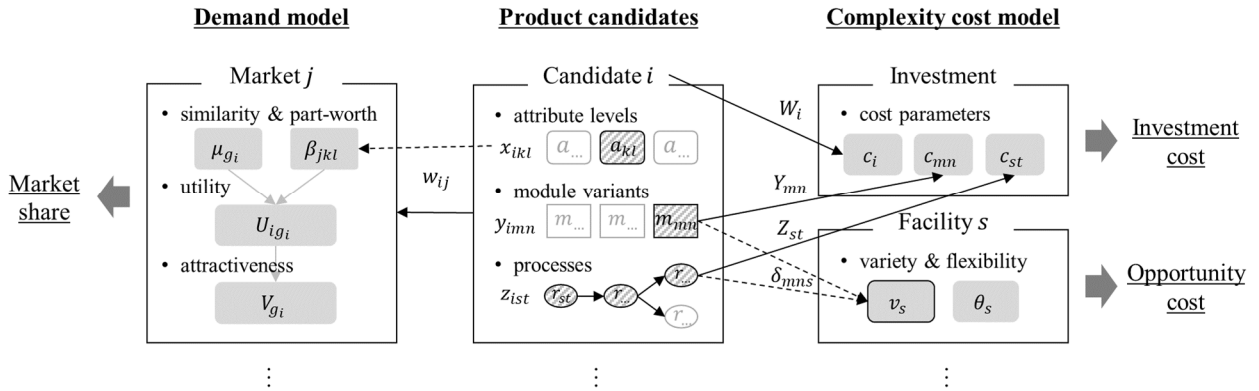 Demand model
Product candidates
Complexity cost model
Market j
• similarity & part-worth
μ_{g_i}
β_{jkl}
• utility
U_{ig_i}
• attractiveness
V_{g_i}
⋮
Market
share
w_{ij}
Candidate i
• attribute levels
x_{ikl}
a_{...}
a_{kl}
a_{...}
• module variants
y_{imn}
m_{...}
m_{...}
m_{mn}
• processes
z_{ist}
r_{st}
r_{...}
r_{...}
r_{...}
⋮
W_i
Y_{mn}
Z_{st}
δ_{mns}
Investment
• cost parameters
c_i
c_{mn}
c_{st}
Facility s
• variety & flexibility
v_s
θ_s
⋮
Investment
cost
Opportunity
cost